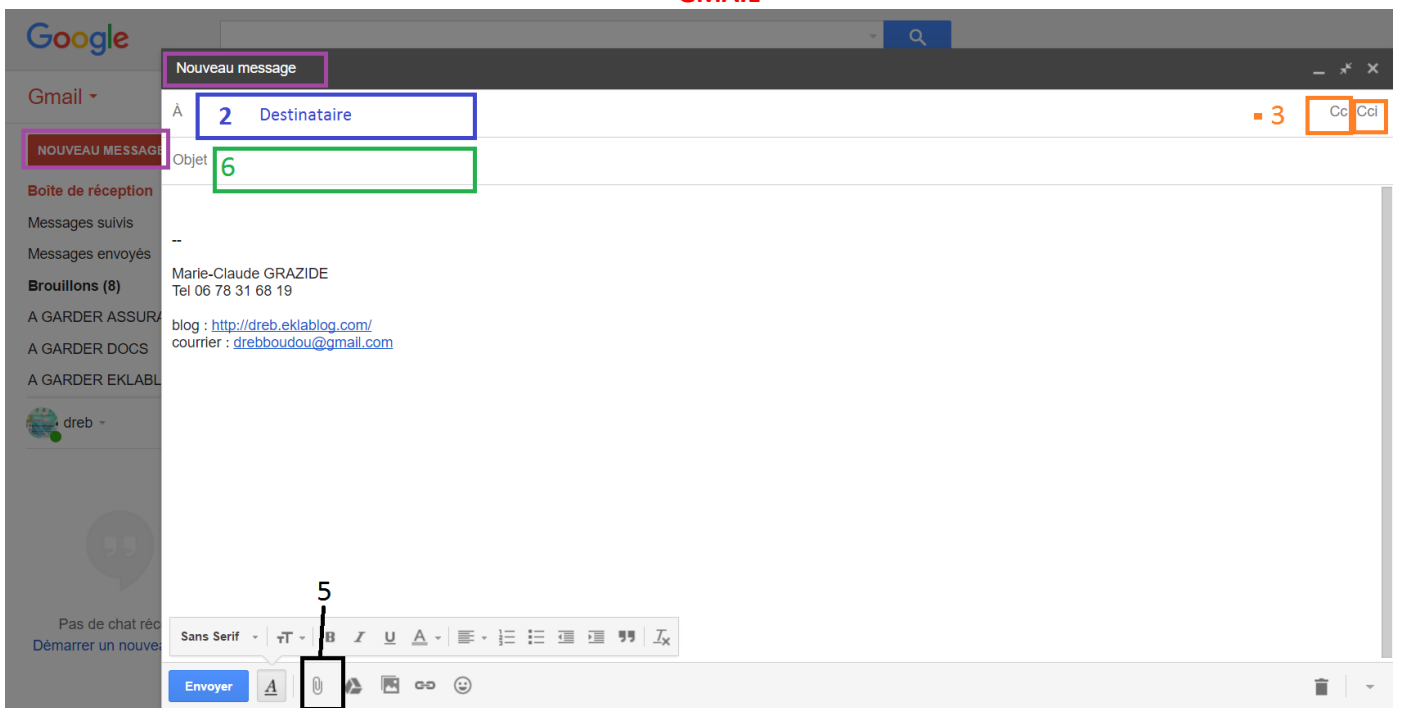 GMAIL
Google
Nouveau message
Gmail
À 2 Destinataire
3 Cc Cci
NOUVEAU MESSAGE
Objet 6
Boîte de réception
Messages suivis
Messages envoyés
--
Brouillons (8)
Marie-Claude GRAZIDE
Tel 06 78 31 68 19
A GARDER ASSURA
blog : http://dreb.eklablog.com/
courrier : drebboudou@gmail.com
A GARDER DOCS
A GARDER EKLABL
dreb
5
Pas de chat réc
Démarrer un nouvea
Sans Serif
Envoyer